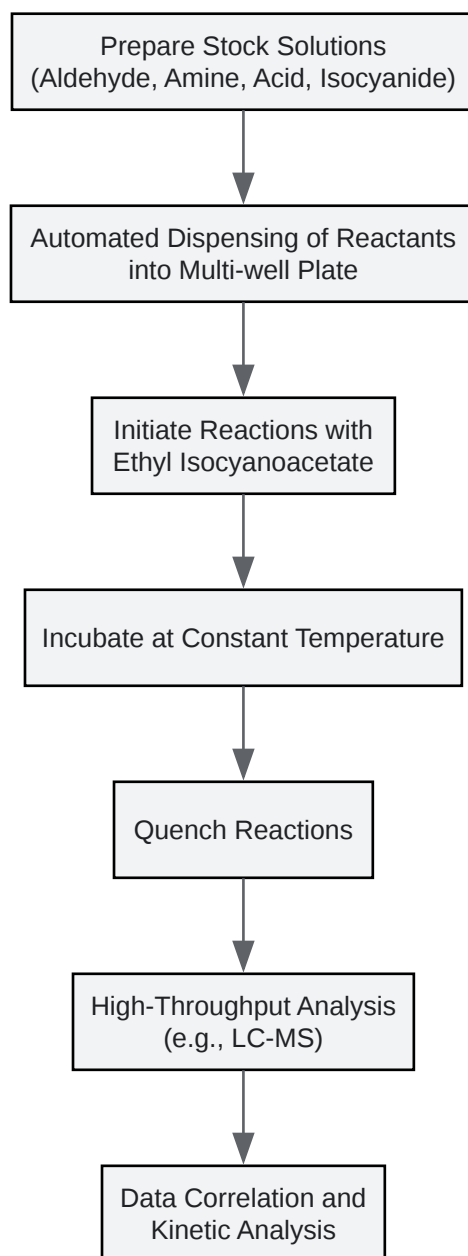 Prepare Stock Solutions
(Aldehyde, Amine, Acid, Isocyanide)
Automated Dispensing of Reactants
into Multi-well Plate
Initiate Reactions with
Ethyl Isocyanoacetate
Incubate at Constant Temperature
Quench Reactions
High-Throughput Analysis
(e.g., LC-MS)
Data Correlation and
Kinetic Analysis